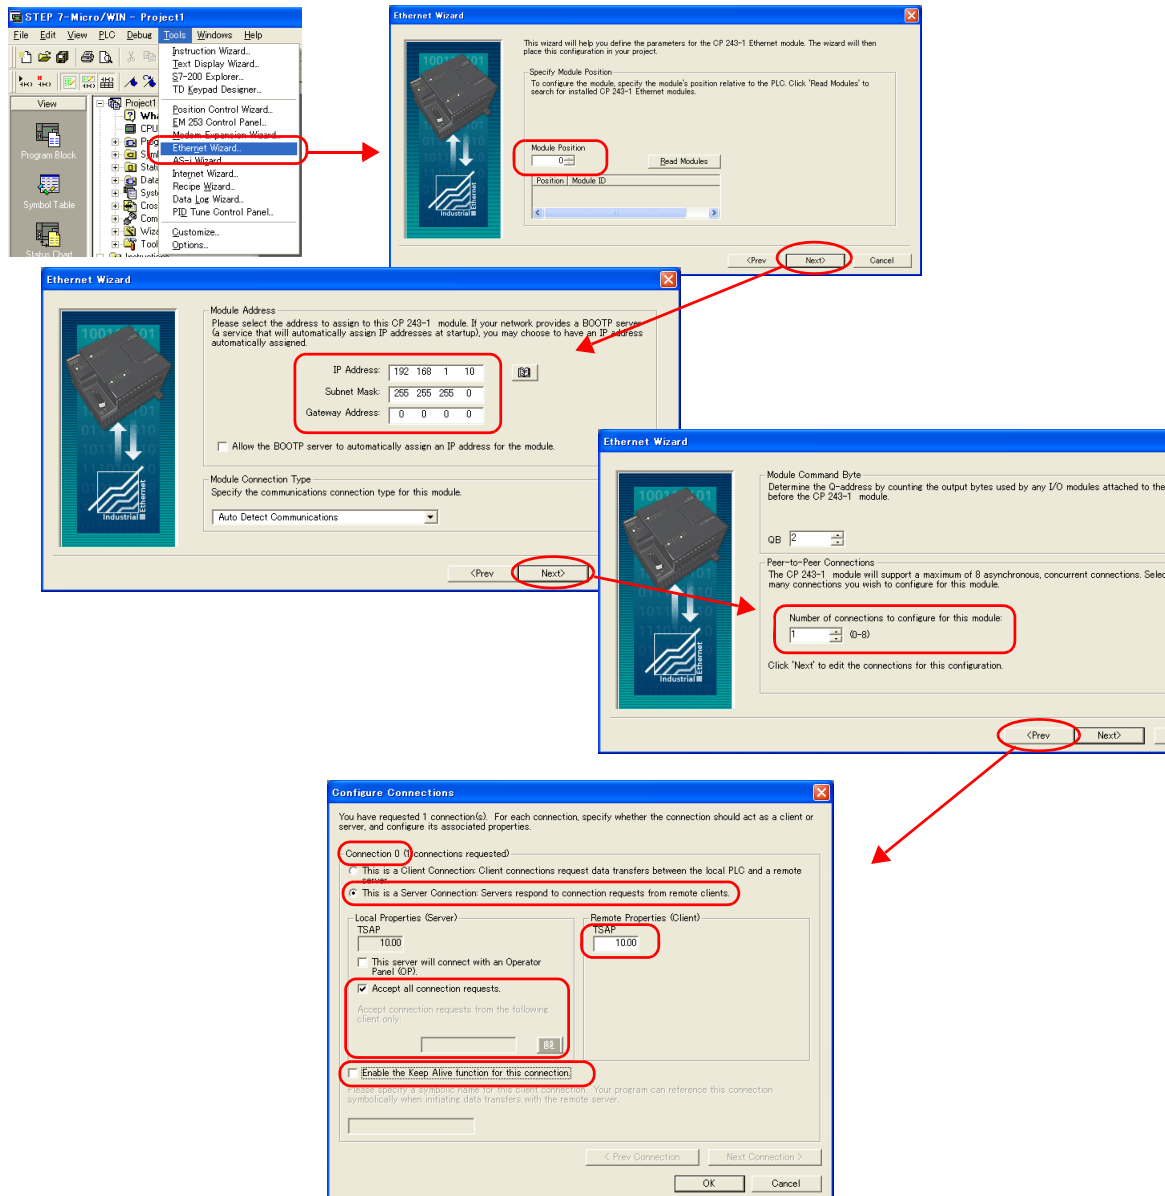 STEP 7-Micro/WIN - Project1
File Edit View PLC Debug Tools Windows Help
Instruction Wizard...
Text Display Wizard...
S7-200 Explorer...
TD Keypad Designer...
Position Control Wizard...
EM 253 Control Panel...
Modem Expansion Wizard...
Ethernet Wizard...
AS-i Wizard...
Internet Wizard...
Recipe Wizard...
Data Log Wizard...
PID Tune Control Panel...
Customize...
Options...
View
Program Block
Symbol Table
Status Chart
Project1
CPU
Prog
Symb
Stat
Data
Syst
Cros
Com
Wiza
Tool
Instructions
Ethernet Wizard
This wizard will help you define the parameters for the CP 243-1 Ethernet module. The wizard will then
place this configuration in your project.
Specify Module Position
To configure the module, specify the module's position relative to the PLC. Click 'Read Modules' to
search for installed CP 243-1 Ethernet modules.
Module Position
0
Read Modules
Position Module ID
Industrial
Ethernet
<Prev Next> Cancel
Ethernet Wizard
Module Address
Please select the address to assign to this CP 243-1 module. If your network provides a BOOTP server
(a service that will automatically assign IP addresses at startup), you may choose to have an IP address
automatically assigned.
IP Address: 192 168 1 10
Subnet Mask: 255 255 255 0
Gateway Address: 0 0 0 0
Allow the BOOTP server to automatically assign an IP address for the module.
Module Connection Type
Specify the communications connection type for this module.
Auto Detect Communications
Industrial
Ethernet
<Prev Next>
Ethernet Wizard
Module Command Byte
Determine the Q-address by counting the output bytes used by any I/O modules attached to the
before the CP 243-1 module.
QB 2
Peer-to-Peer Connections
The CP 243-1 module will support a maximum of 8 asynchronous, concurrent connections. Selec
many connections you wish to configure for this module.
Number of connections to configure for this module:
1 (0-8)
Click 'Next' to edit the connections for this configuration.
Industrial
Ethernet
<Prev Next>
Configure Connections
You have requested 1 connection(s). For each connection, specify whether the connection should act as a client or
server, and configure its associated properties.
Connection 0 (1 connections requested)
This is a Client Connection: Client connections request data transfers between the local PLC and a remote
server.
This is a Server Connection: Servers respond to connection requests from remote clients.
Local Properties (Server)
TSAP
10.00
This server will connect with an Operator
Panel (OP).
Accept all connection requests.
Accept connection requests from the following
client only:
Remote Properties (Client)
TSAP
10.00
Enable the Keep Alive function for this connection.
Please specify a symbolic name for this client connection. Your program can reference this connection
symbolically when initiating data transfers with the remote server.
< Prev Connection Next Connection >
OK Cancel